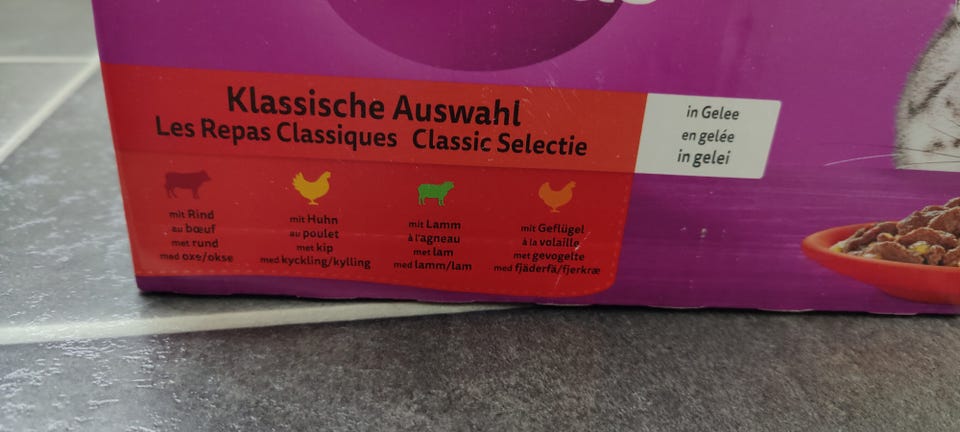 Klassische Auswahl
Les Repas Classiques Classic Selectie
in Gelee
en gelée
in gelei
mit Rind
au bœuf
met rund
med oxe/okse
mit Huhn
au poulet
met kip
med kyckling/kylling
mit Lamm
à l'agneau
met lam
med lamm/lam
mit Geflügel
à la volaille
met gevogelte
med fjäderfä/fjerkræ